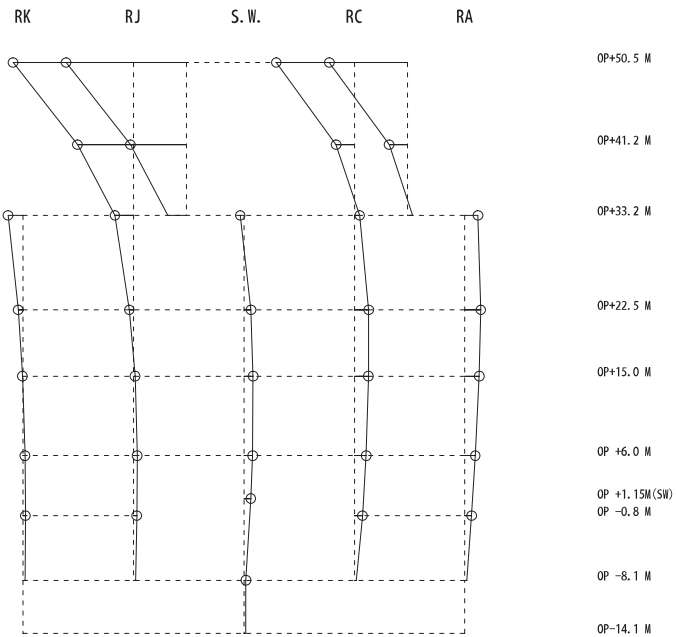 RK RJ S.W. RC RA
OP+50.5 M
OP+41.2 M
OP+33.2 M
OP+22.5 M
OP+15.0 M
OP +6.0 M
OP +1.15M(SW)
OP -0.8 M
OP -8.1 M
OP-14.1 M